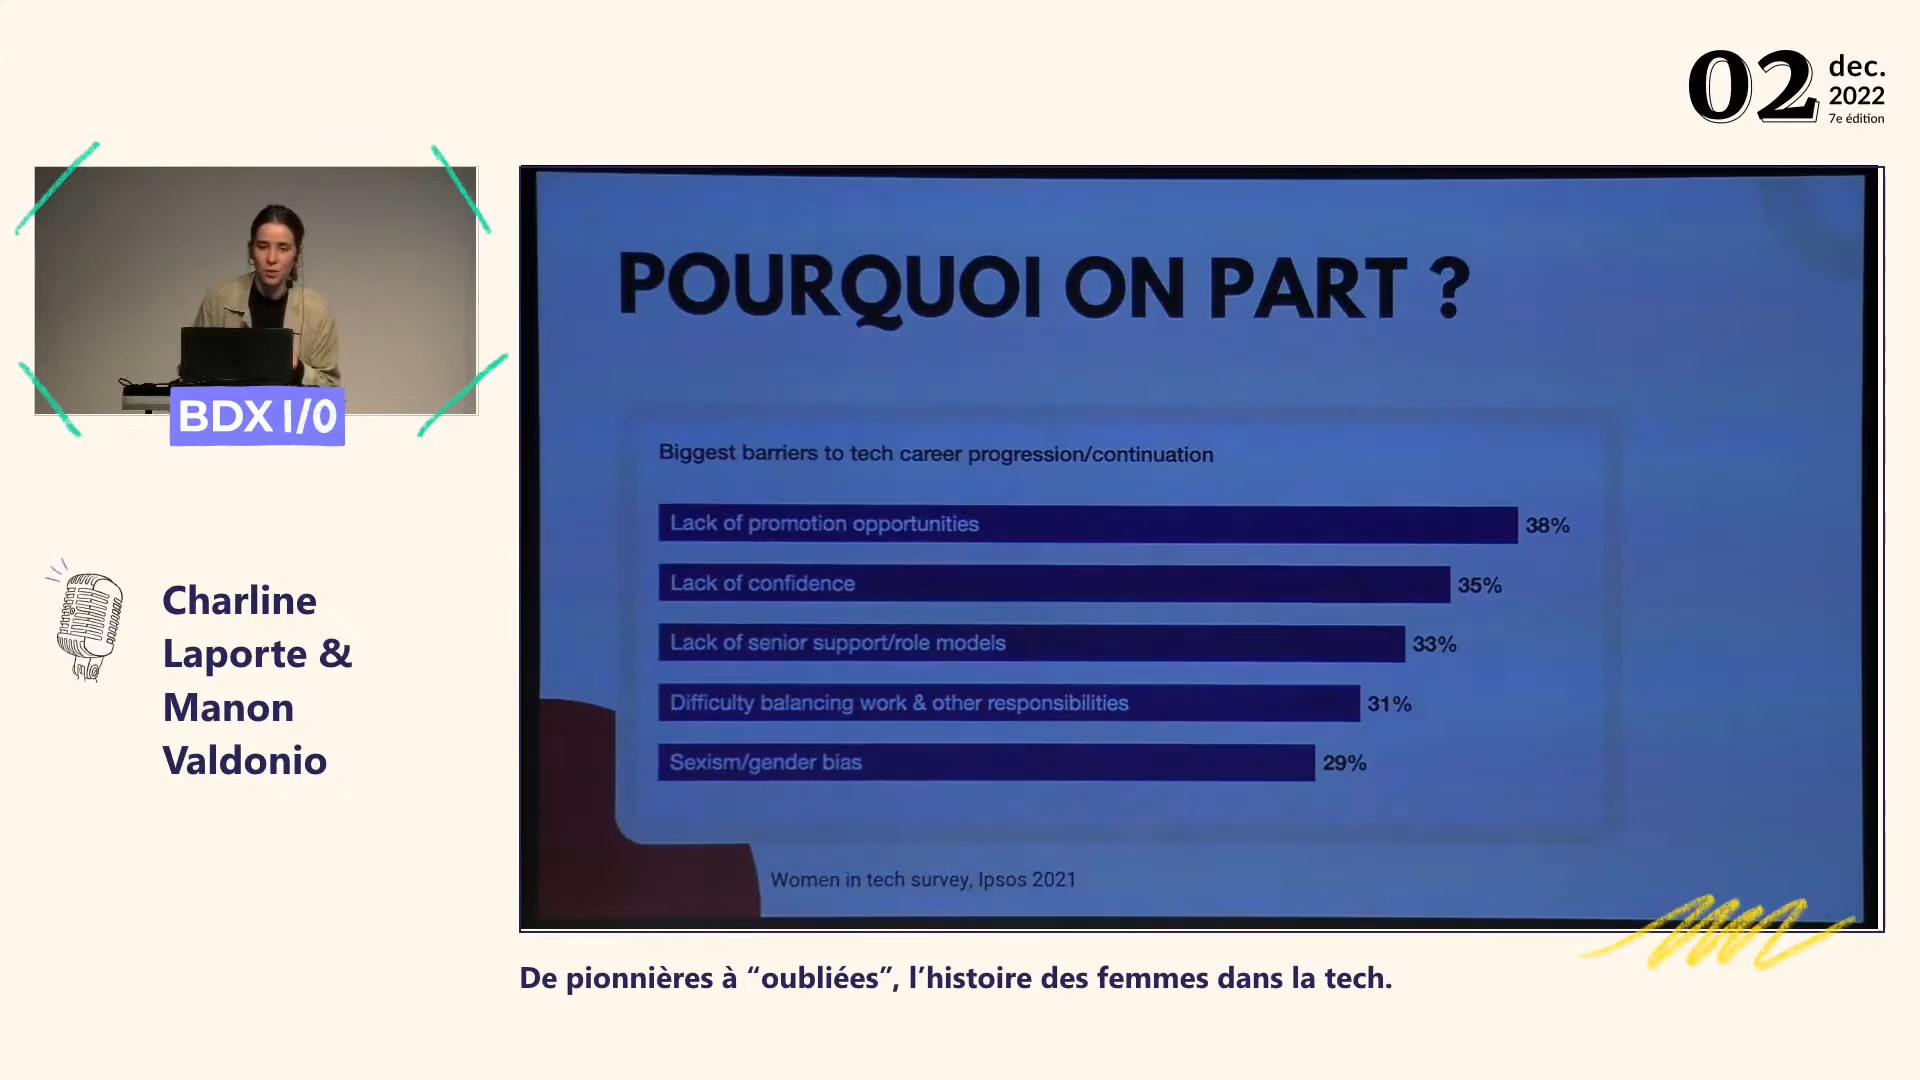 02
dec.
2022
7e édition
BDX I/O
Charline
Laporte &
Manon
Valdonio
POURQUOI ON PART ?
Biggest barriers to tech career progression/continuation
Lack of promotion opportunities 38%
Lack of confidence 35%
Lack of senior support/role models 33%
Difficulty balancing work & other responsibilities 31%
Sexism/gender bias 29%
Women in tech survey, Ipsos 2021
De pionnières à “oubliées”, l’histoire des femmes dans la tech.